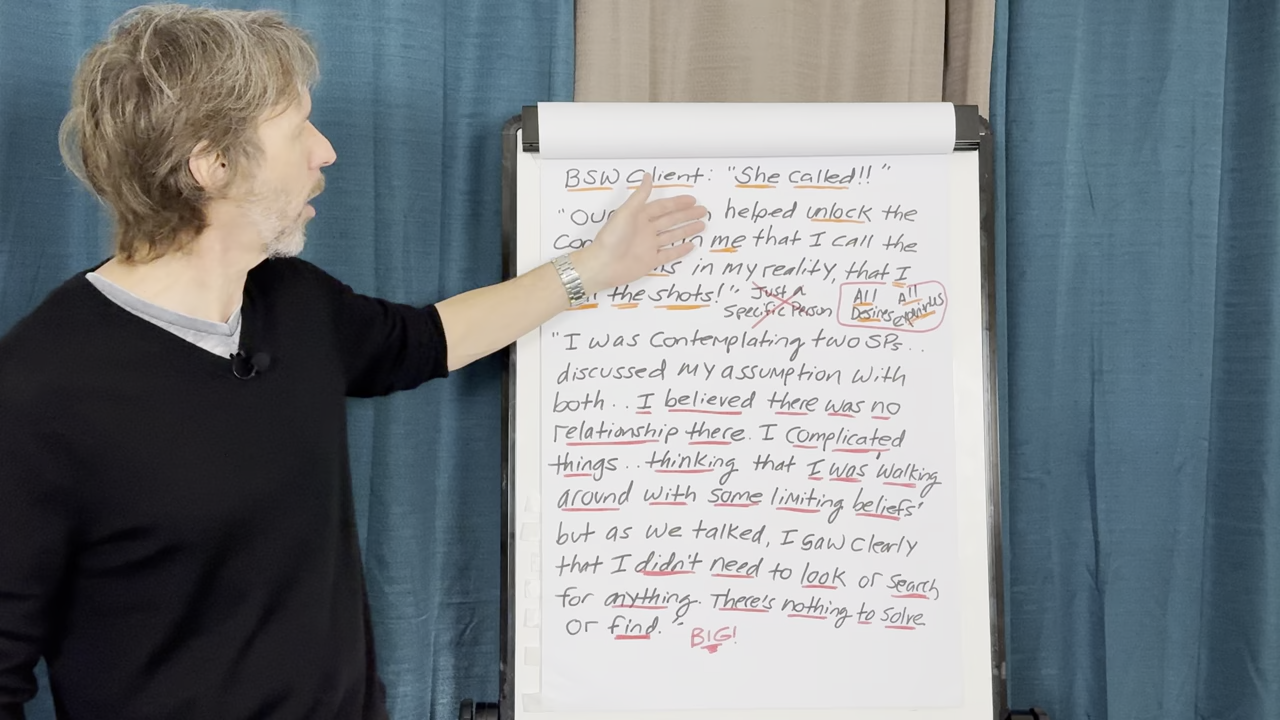 BSW Client: "She called!!"
"Our helped unlock the
me that I call the
in my reality, that I
the shots!" Just a Specific Person All Desires All experiences
"I was contemplating two SPs..
discussed my assumption with
both.. I believed there was no
relationship there. I complicated
things.. thinking that I was 'walking
around with some limiting beliefs'
but as we talked, I saw clearly
that I didn't need to look or search
for anything. There's nothing to solve
or find."
BIG!